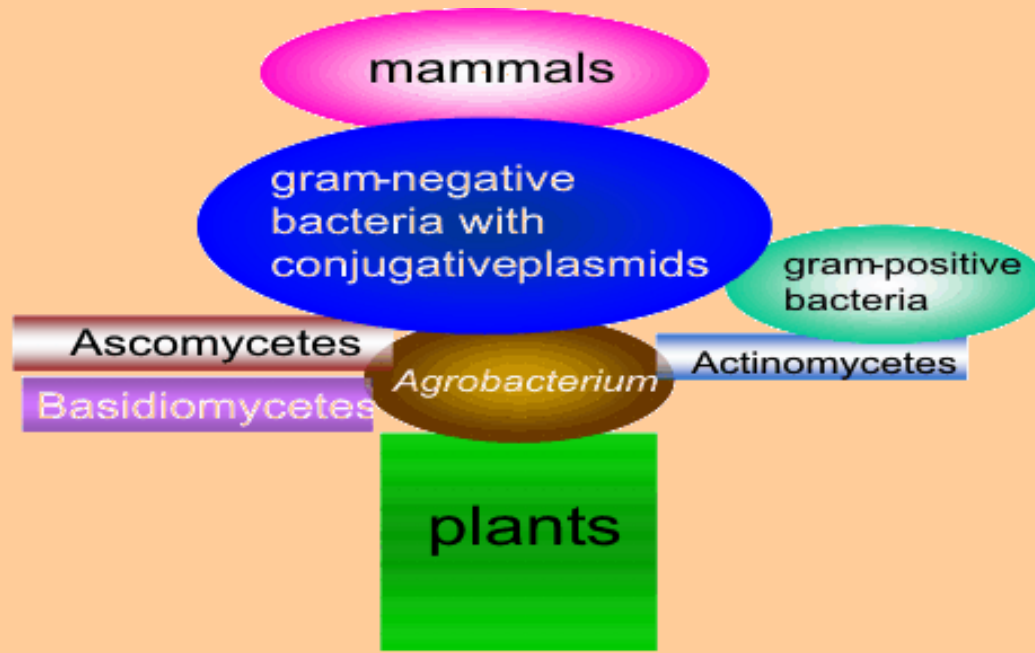 mammals
gram-negative
bacteria with
conjugativeplasmids
gram-positive
bacteria
Ascomycetes
Actinomycetes
Agrobacterium
Basidiomycetes
plants